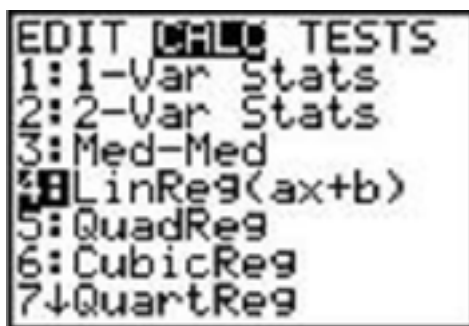 EDIT CALC TESTS
1:1-Var Stats
2:2-Var Stats
3:Med-Med
4:LinReg(ax+b)
5:QuadReg
6:CubicReg
7↓QuartReg